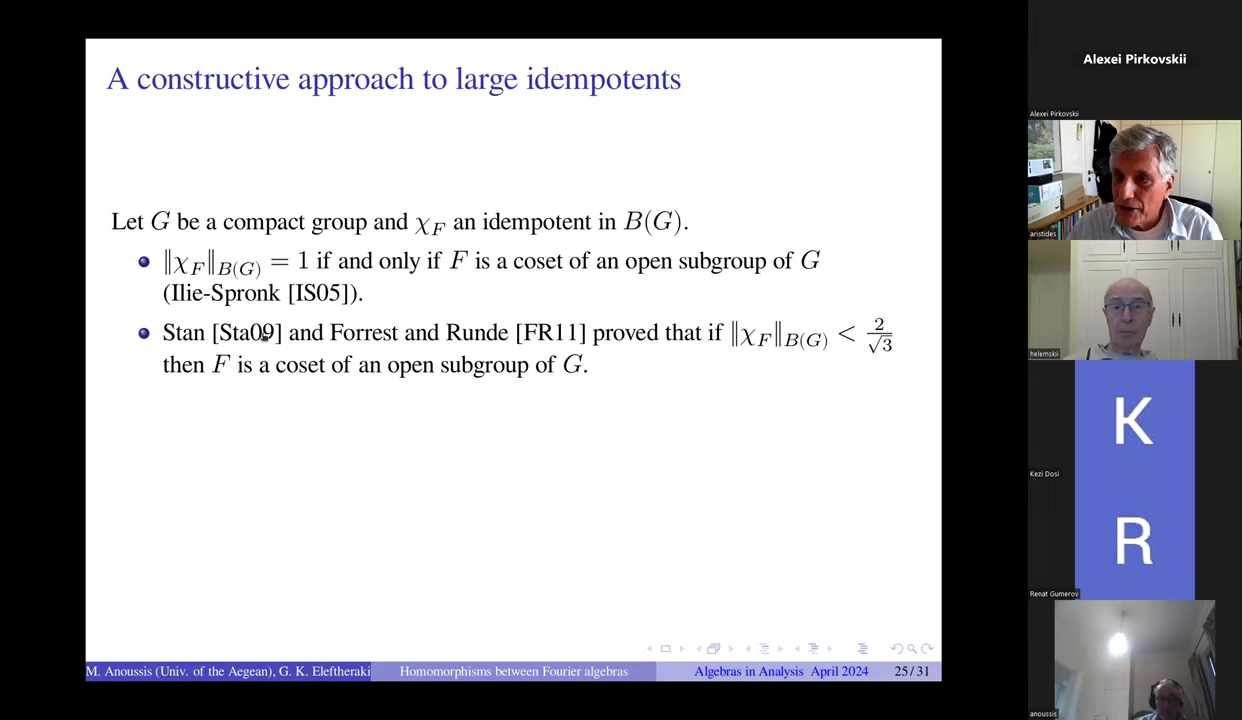 A constructive approach to large idempotents
Let G be a compact group and χ_F an idempotent in B(G).
‖χ_F‖_{B(G)} = 1 if and only if F is a coset of an open subgroup of G
(Ilie-Spronk [IS05]).
Stan [Sta09] and Forrest and Runde [FR11] proved that if ‖χ_F‖_{B(G)} < 2/√3
then F is a coset of an open subgroup of G.
M. Anoussis (Univ. of the Aegean), G. K. Eleftheraki
Homomorphisms between Fourier algebras
Algebras in Analysis April 2024
25/31
Alexei Pirkovskii
Alexei Pirkovskii
aristides
helemskii
K
Kezi Dosi
R
Renat Gumerov
anoussis